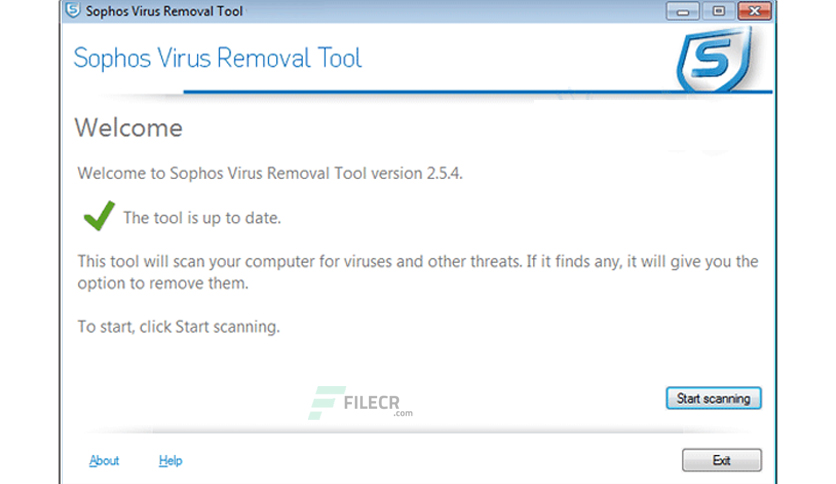 Sophos Virus Removal Tool
Sophos Virus Removal Tool
S
Welcome
Welcome to Sophos Virus Removal Tool version 2.5.4.
The tool is up to date.
This tool will scan your computer for viruses and other threats. If it finds any, it will give you the
option to remove them.
To start, click Start scanning.
FILECR
.com
Start scanning
About
Help
Exit